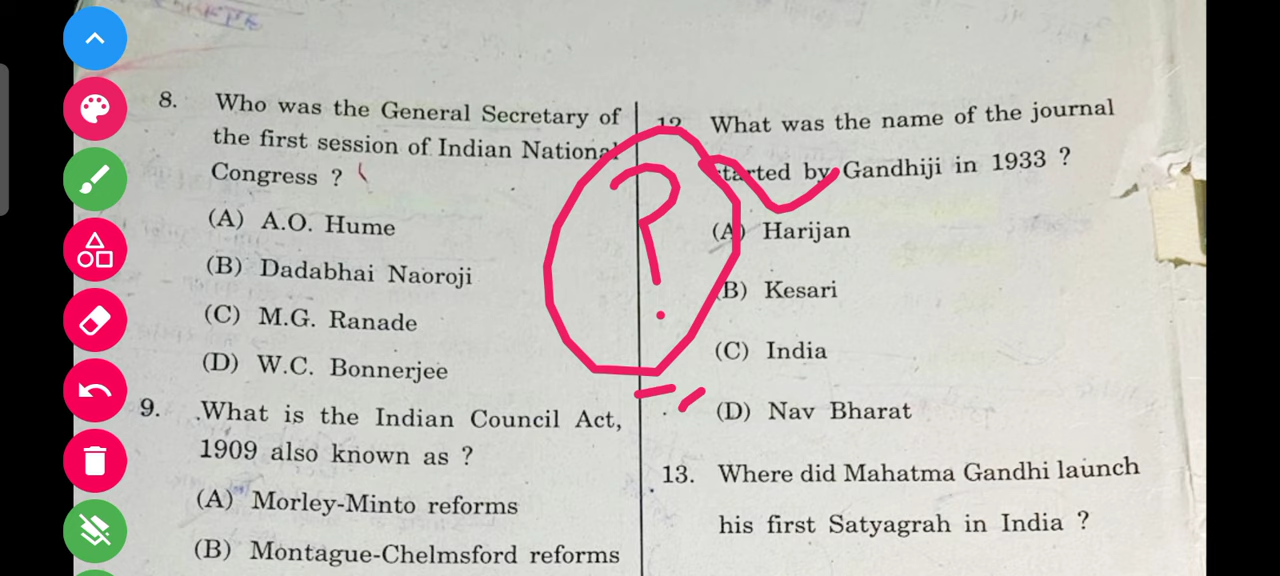 8. Who was the General Secretary of
the first session of Indian National
Congress ?
(A) A.O. Hume
(B) Dadabhai Naoroji
(C) M.G. Ranade
(D) W.C. Bonnerjee
9. What is the Indian Council Act,
1909 also known as ?
(A) Morley-Minto reforms
(B) Montague-Chelmsford reforms
12. What was the name of the journal
started by Gandhiji in 1933 ?
(A) Harijan
(B) Kesari
(C) India
(D) Nav Bharat
13. Where did Mahatma Gandhi launch
his first Satyagrah in India ?
?